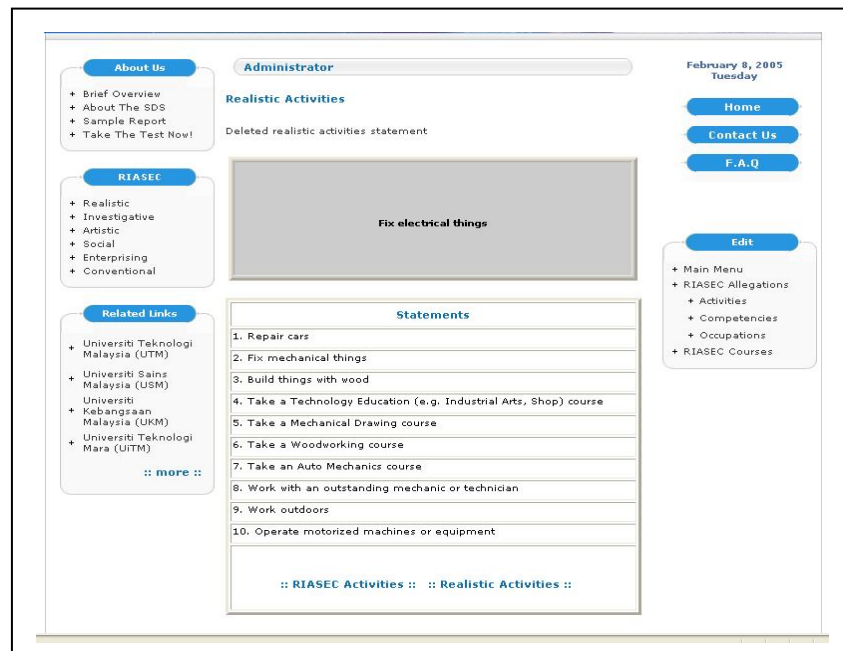 About Us
+ Brief Overview
+ About The SDS
+ Sample Report
+ Take The Test Now!
RIASEC
+ Realistic
+ Investigative
+ Artistic
+ Social
+ Enterprising
+ Conventional
Related Links
+ Universiti Teknologi
Malaysia (UTM)
+ Universiti Sains
Malaysia (USM)
Universiti
+ Kebangsaan
Malaysia (UKM)
+ Universiti Teknologi
Mara (UiTM)
:: more ::
Administrator
Realistic Activities
Deleted realistic activities statement
Fix electrical things
Statements
1. Repair cars
2. Fix mechanical things
3. Build things with wood
4. Take a Technology Education (e.g. Industrial Arts, Shop) course
5. Take a Mechanical Drawing course
6. Take a Woodworking course
7. Take an Auto Mechanics course
8. Work with an outstanding mechanic or technician
9. Work outdoors
10. Operate motorized machines or equipment
:: RIASEC Activities :: :: Realistic Activities ::
February 8, 2005
Tuesday
Home
Contact Us
F.A.Q
Edit
+ Main Menu
+ RIASEC Allegations
+ Activities
+ Competencies
+ Occupations
+ RIASEC Courses